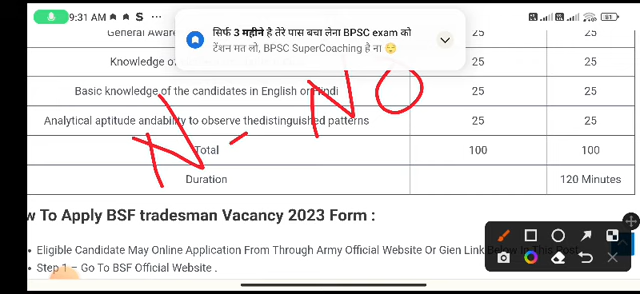 9:31 AM
सिर्फ 3 महीने है तेरे पास बचा लेना BPSC exam को
टेंशन मत लो, BPSC SuperCoaching है ना 😌
General Awar 25 25
Knowledge o 25 25
Basic knowledge of the candidates in English or Hindi 25 25
Analytical aptitude andability to observe thedistinguished patterns 25 25
Total 100 100
Duration 120 Minutes
N - NO
w To Apply BSF tradesman Vacancy 2023 Form :
• Eligible Candidate May Online Application From Through Army Official Website Or Gien Link Below In This Post
• Step 1 – Go To BSF Official Website .